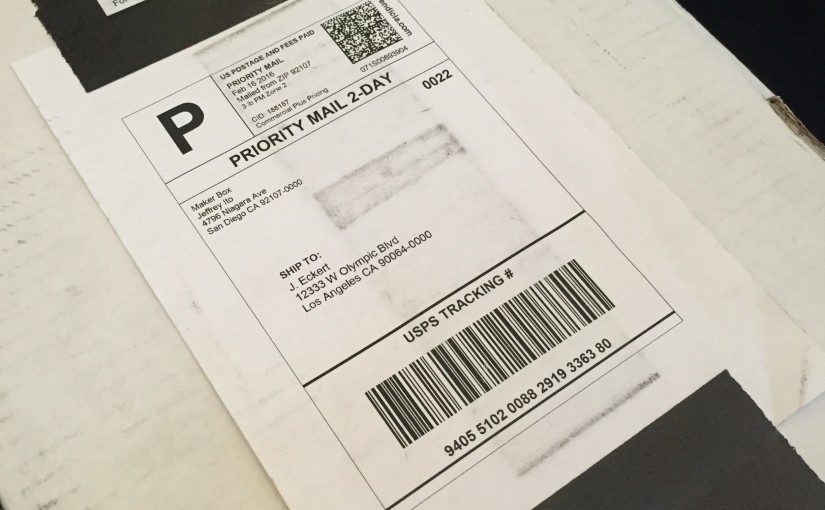 Fo
endicia.com
US POSTAGE AND FEES PAID
PRIORITY MAIL
Feb 16 2016
Mailed from ZIP 92107
3 lb PM Zone 2
CID: 188187
Commercial Plus Pricing
071S00893904
P
PRIORITY MAIL 2-DAY
0022
Maker Box
Jeffrey Ito
4796 Niagara Ave
San Diego CA 92107-0000
SHIP TO:
J. Eckert
12333 W Olympic Blvd
Los Angeles CA 90064-0000
USPS TRACKING #
9405 5102 0088 2919 3363 80